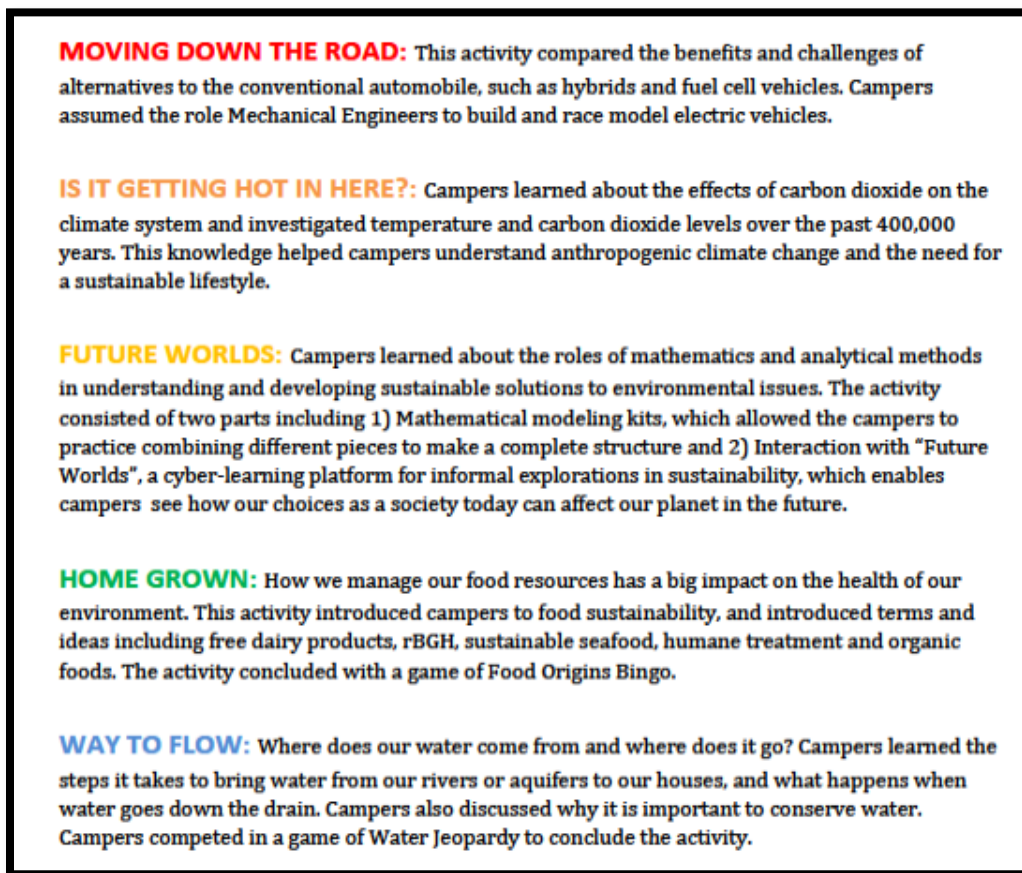 MOVING DOWN THE ROAD: This activity compared the benefits and challenges of
alternatives to the conventional automobile, such as hybrids and fuel cell vehicles. Campers
assumed the role Mechanical Engineers to build and race model electric vehicles.
IS IT GETTING HOT IN HERE?: Campers learned about the effects of carbon dioxide on the
climate system and investigated temperature and carbon dioxide levels over the past 400,000
years. This knowledge helped campers understand anthropogenic climate change and the need for
a sustainable lifestyle.
FUTURE WORLDS: Campers learned about the roles of mathematics and analytical methods
in understanding and developing sustainable solutions to environmental issues. The activity
consisted of two parts including 1) Mathematical modeling kits, which allowed the campers to
practice combining different pieces to make a complete structure and 2) Interaction with “Future
Worlds”, a cyber-learning platform for informal explorations in sustainability, which enables
campers  see how our choices as a society today can affect our planet in the future.
HOME GROWN: How we manage our food resources has a big impact on the health of our
environment. This activity introduced campers to food sustainability, and introduced terms and
ideas including free dairy products, rBGH, sustainable seafood, humane treatment and organic
foods. The activity concluded with a game of Food Origins Bingo.
WAY TO FLOW: Where does our water come from and where does it go? Campers learned the
steps it takes to bring water from our rivers or aquifers to our houses, and what happens when
water goes down the drain. Campers also discussed why it is important to conserve water.
Campers competed in a game of Water Jeopardy to conclude the activity.